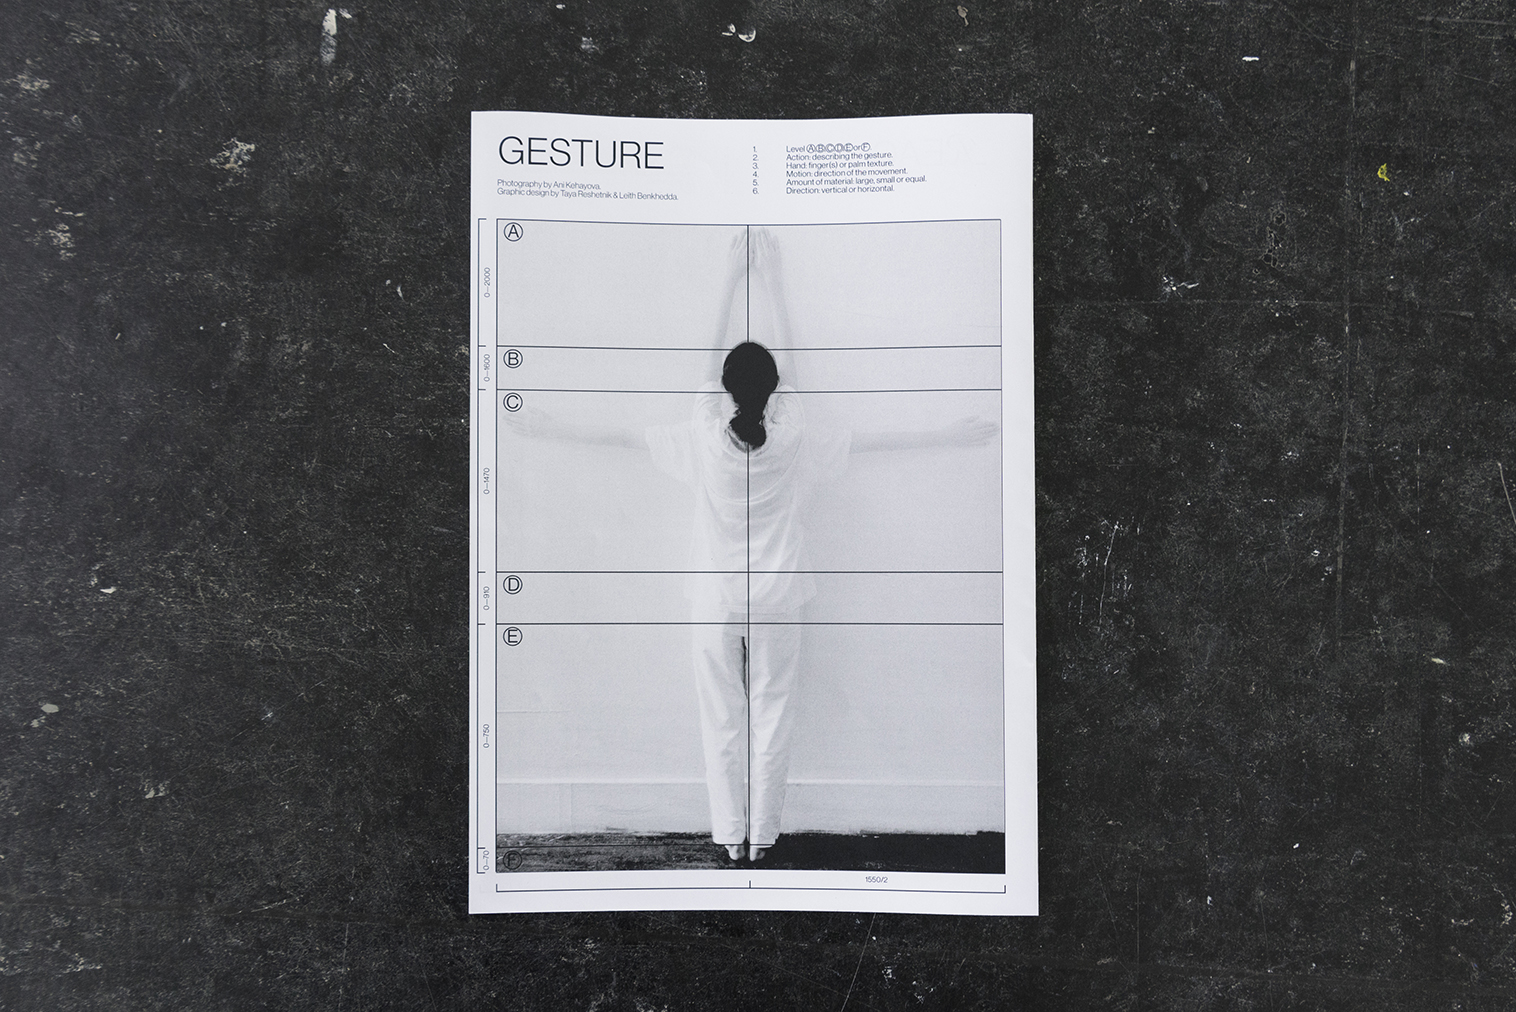 GESTURE
Photography by Ani Kehayova.
Graphic design by Taya Reshetnik & Leith Benkhedda.
1. Level ⒶⒷⒸⒹⒺ or Ⓕ.
2. Action: describing the gesture.
3. Hand: finger(s) or palm texture.
4. Motion: direction of the movement.
5. Amount of material: large, small or equal.
6. Direction: vertical or horizontal.
Ⓐ
0—2000
Ⓑ
0—1600
Ⓒ
0—1470
Ⓓ
0—910
Ⓔ
0—750
Ⓕ
0—70
1550/2